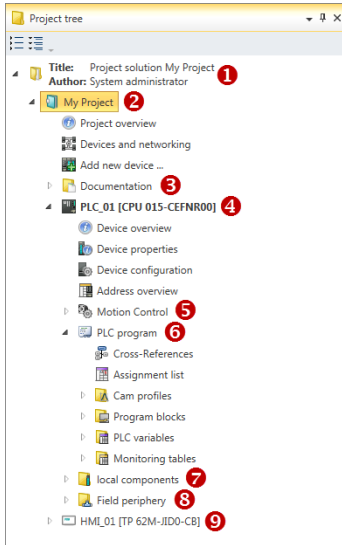 Project tree
Title: Project solution My Project
Author: System administrator
1
My Project 2
Project overview
Devices and networking
Add new device ...
Documentation 3
PLC_01 [CPU 015-CEFNR00] 4
Device overview
Device properties
Device configuration
Address overview
Motion Control 5
PLC program 6
Cross-References
Assignment list
Cam profiles
Program blocks
PLC variables
Monitoring tables
local components 7
Field periphery 8
HMI_01 [TP 62M-JID0-CB] 9